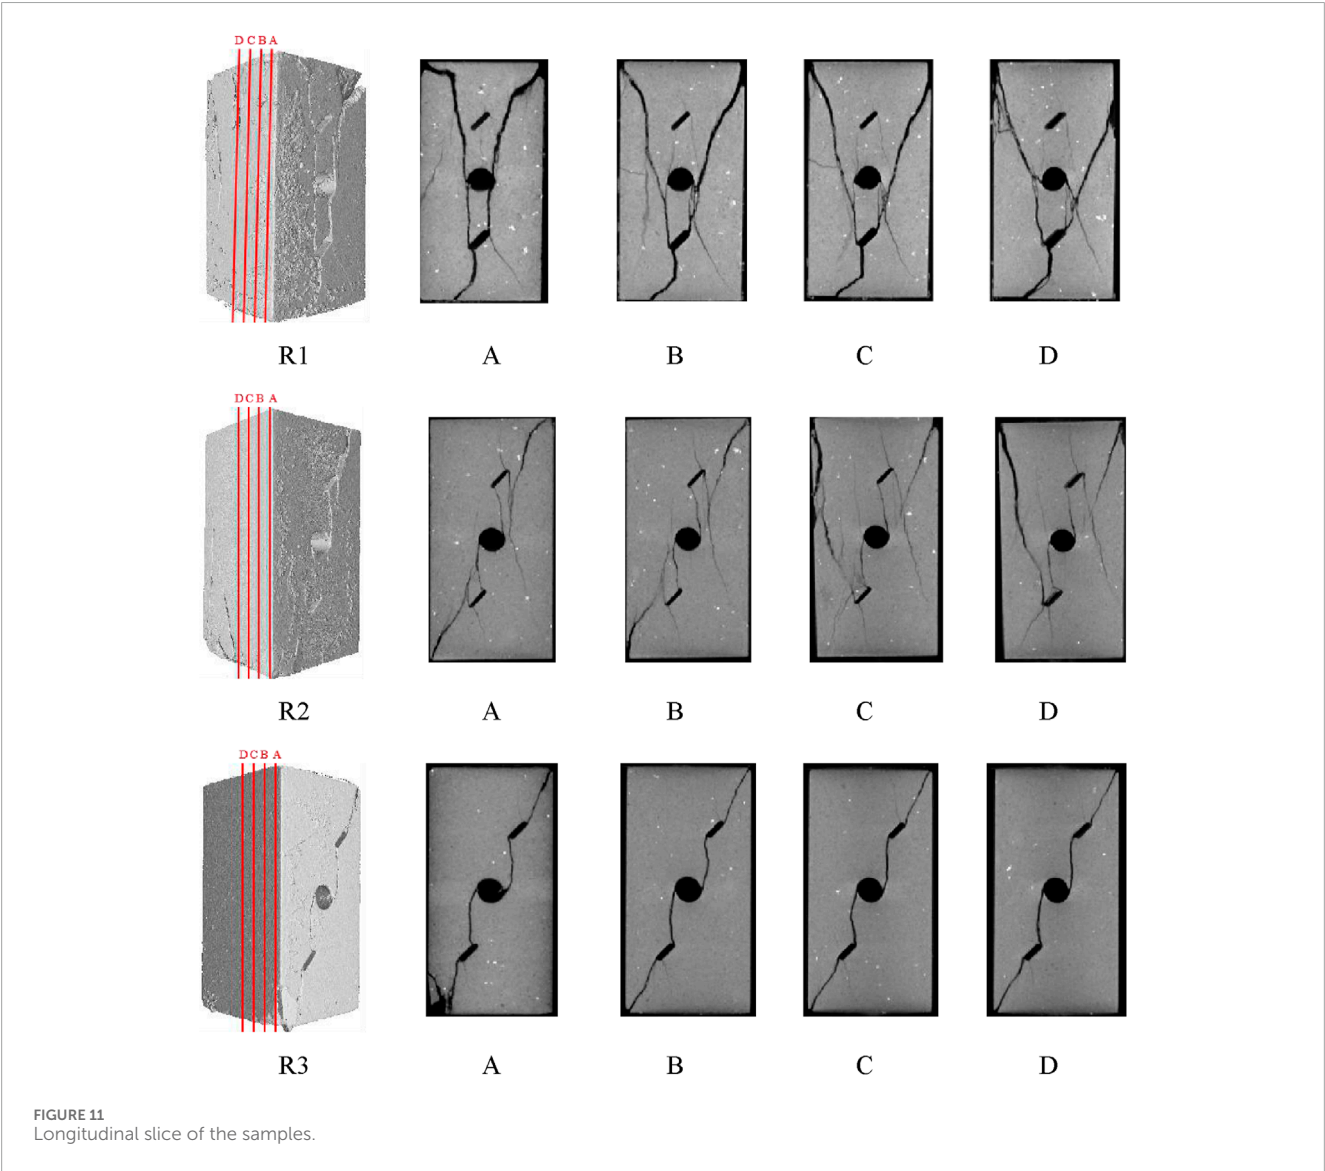 D C B A
R1 A B C D
D C B A
R2 A B C D
D C B A
R3 A B C D
FIGURE 11
Longitudinal slice of the samples.